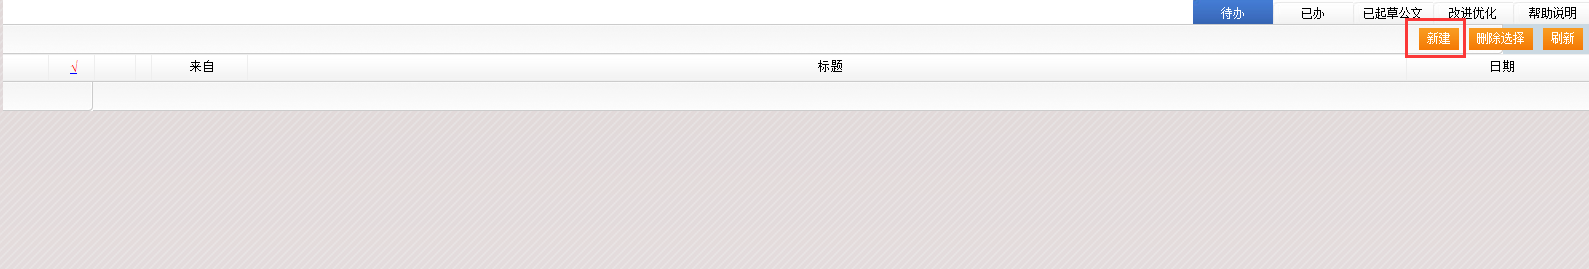 待办 已办 已起草公文 改进优化 帮助说明
新建 删除选择 刷新
√ 来自 标题 日期